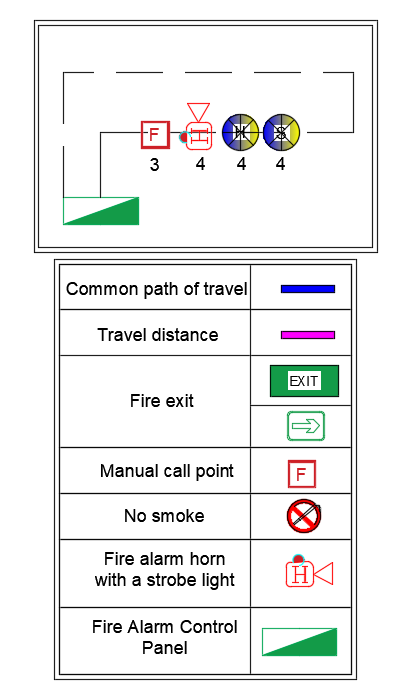 F
H
H
S
3
4
4
4
Common path of travel
Travel distance
Fire exit
EXIT
Manual call point
F
No smoke
Fire alarm horn
with a strobe light
H
Fire Alarm Control
Panel